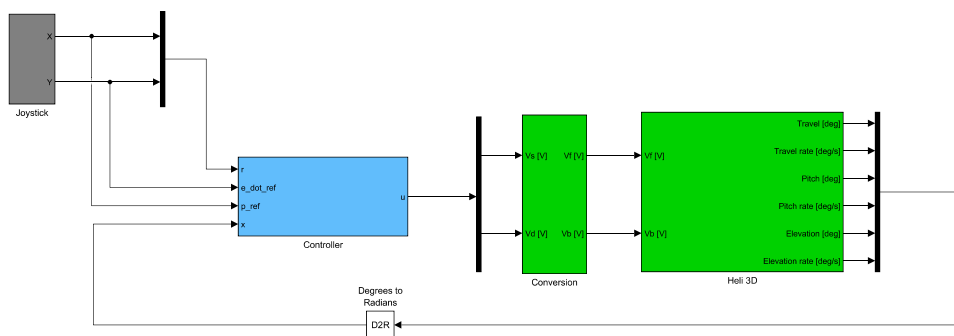 X
Y
Joystick
r
e_dot_ref
p_ref
x
u
Controller
Vs [V]
Vd [V]
Vf [V]
Vb [V]
Conversion
Vf [V]
Vb [V]
Travel [deg]
Travel rate [deg/s]
Pitch [deg]
Pitch rate [deg/s]
Elevation [deg]
Elevation rate [deg/s]
Heli 3D
Degrees to
Radians
D2R